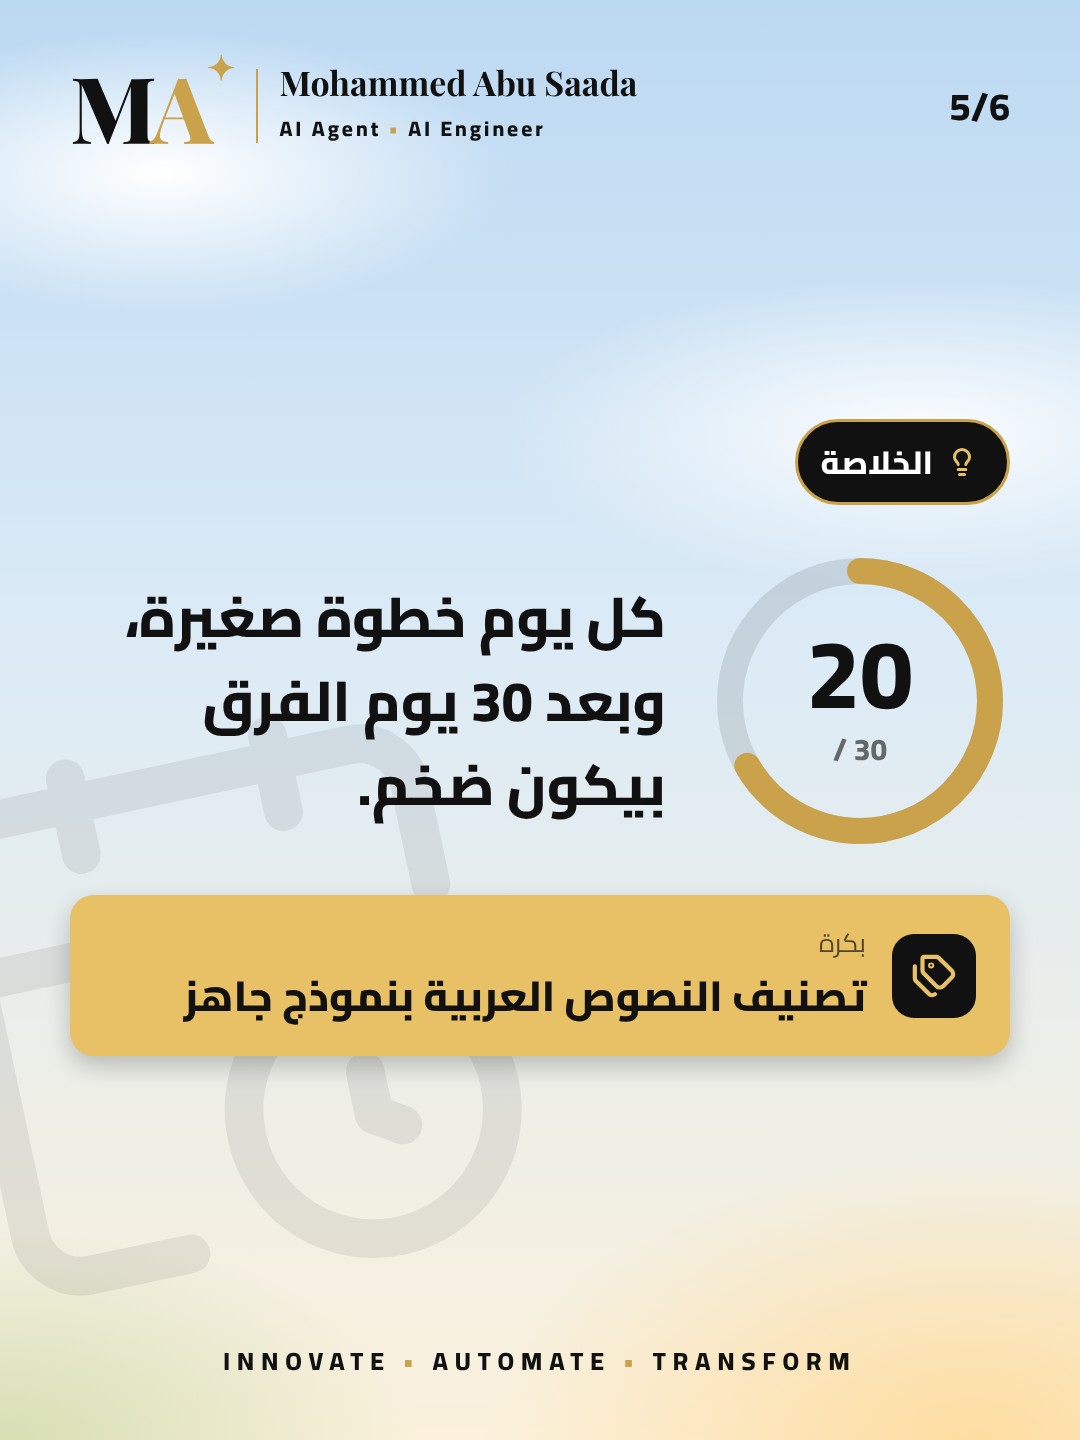 MA
Mohammed Abu Saada
AI Agent ▪ AI Engineer
5/6
الخلاصة
20
/ 30
كل يوم خطوة صغيرة،
وبعد 30 يوم الفرق
بيكون ضخم.
بكرة
تصنيف النصوص العربية بنموذج جاهز
INNOVATE ▪ AUTOMATE ▪ TRANSFORM